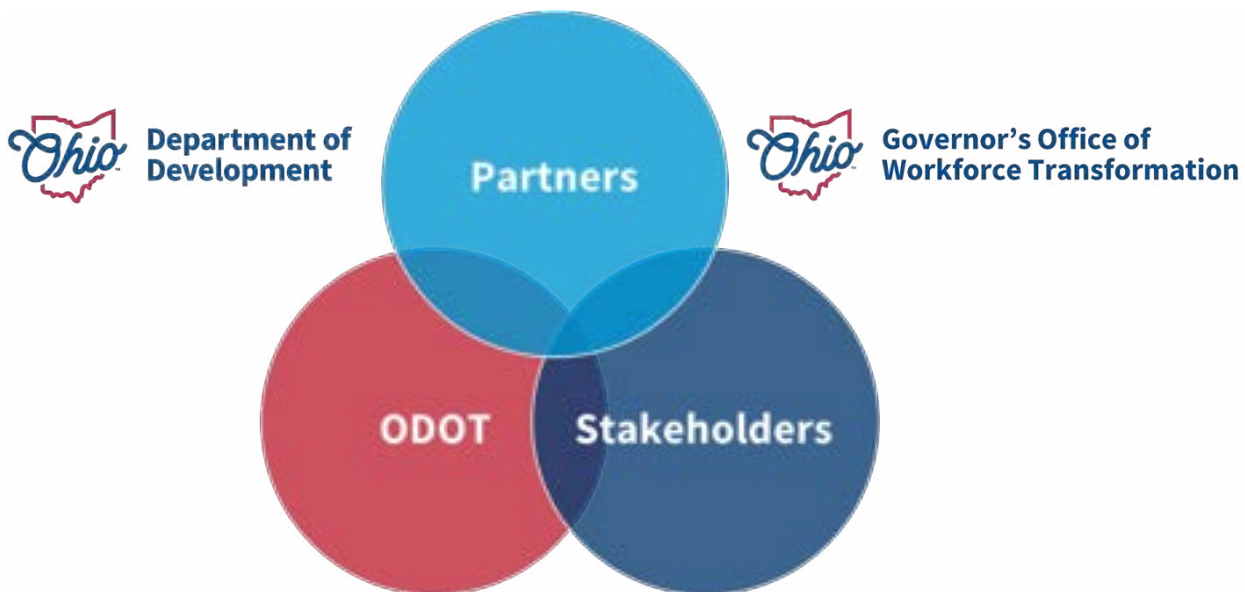 Ohio
Department of
Development
Partners
Ohio
Governor's Office of
Workforce Transformation
ODOT
Stakeholders